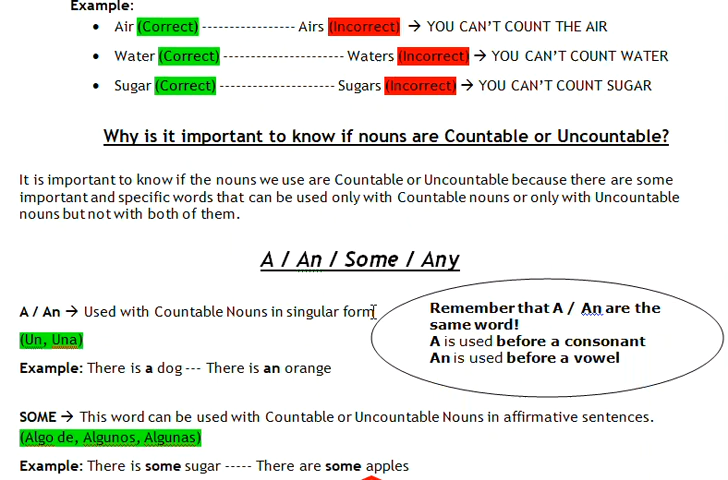 Example:
• Air (Correct) ----------------- Airs (Incorrect) → YOU CAN'T COUNT THE AIR
• Water (Correct) ---------------------- Waters (Incorrect) → YOU CAN'T COUNT WATER
• Sugar (Correct) --------------------- Sugars (Incorrect) → YOU CAN'T COUNT SUGAR
Why is it important to know if nouns are Countable or Uncountable?
It is important to know if the nouns we use are Countable or Uncountable because there are some
important and specific words that can be used only with Countable nouns or only with Uncountable
nouns but not with both of them.
A / An / Some / Any
A / An → Used with Countable Nouns in singular form
(Un, Una)
Example: There is a dog --- There is an orange
Remember that A / An are the
same word!
A is used before a consonant
An is used before a vowel
SOME → This word can be used with Countable or Uncountable Nouns in affirmative sentences.
(Algo de, Algunos, Algunas)
Example: There is some sugar ----- There are some apples